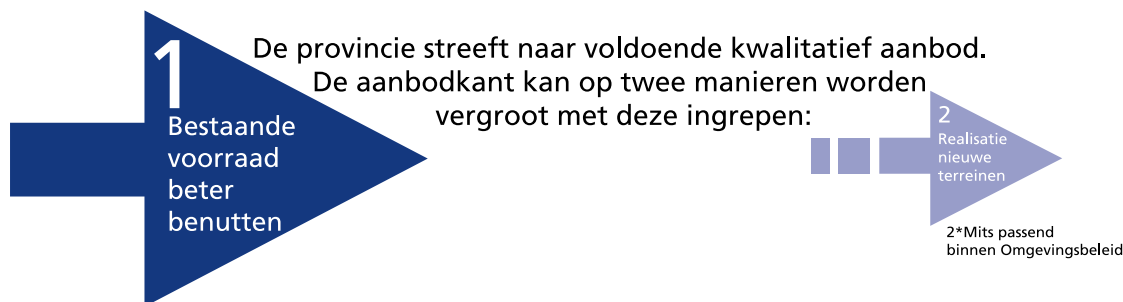 De provincie streeft naar voldoende kwalitatief aanbod.
De aanbodkant kan op twee manieren worden
vergroot met deze ingrepen:
1
Bestaande
voorraad
beter
benutten
2
Realisatie
nieuwe
terreinen
2*Mits passend
binnen Omgevingsbeleid